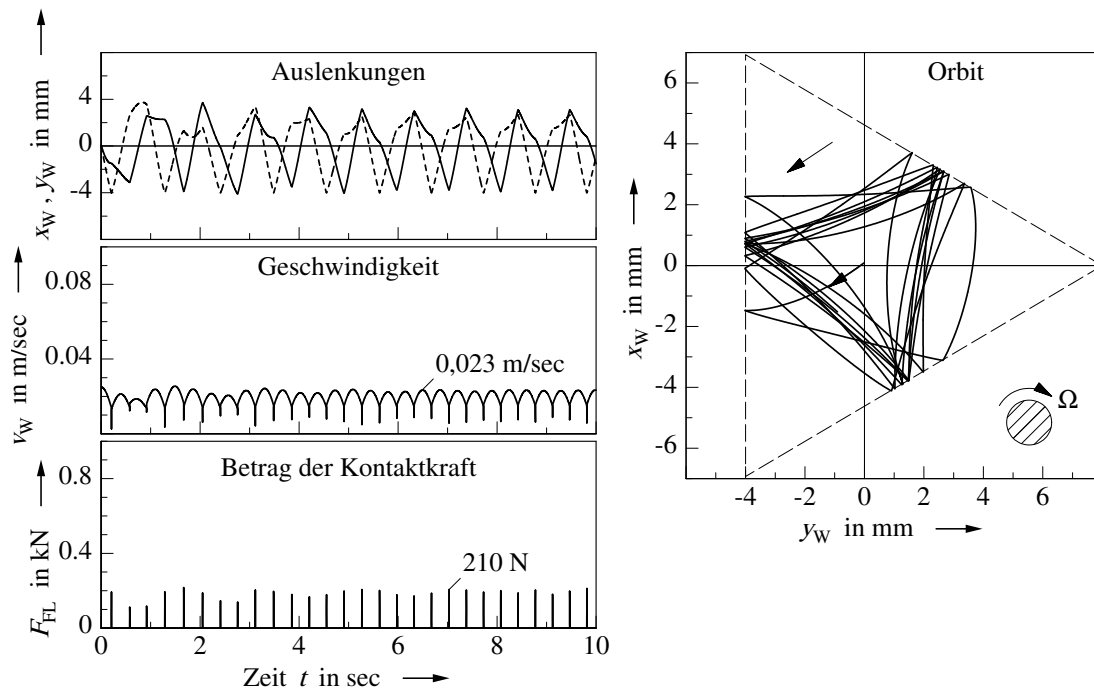 Auslenkungen
x_W, y_W in mm
4
0
-4
Geschwindigkeit
v_W in m/sec
0.08
0.04
0
0,023 m/sec
Betrag der Kontaktkraft
F_FL in kN
0.8
0.4
0
210 N
0 2 4 6 8 10
Zeit t in sec
Orbit
x_W in mm
6
4
2
0
-2
-4
-6
Ω
-4 -2 0 2 4 6
y_W in mm